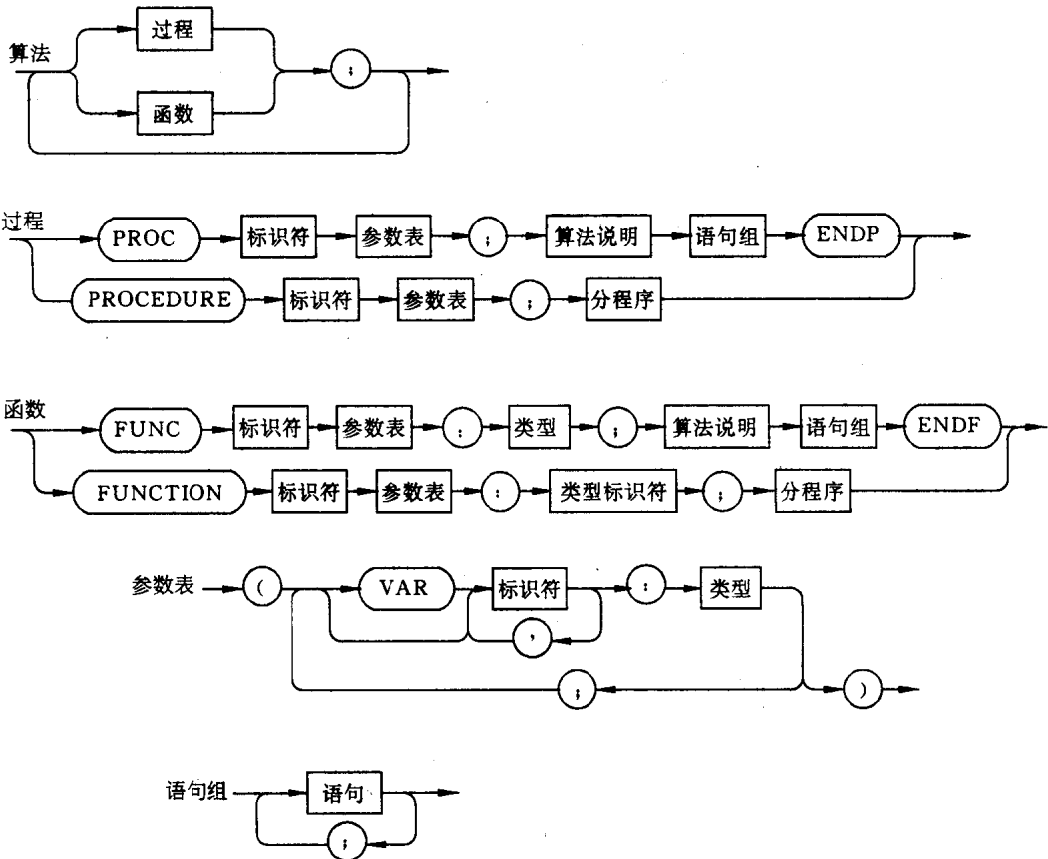 算法
过程
;
函数
过程
PROC 标识符 参数表 ; 算法说明 语句组 ENDP
PROCEDURE 标识符 参数表 ; 分程序
函数
FUNC 标识符 参数表 : 类型 ; 算法说明 语句组 ENDF
FUNCTION 标识符 参数表 : 类型标识符 ; 分程序
参数表 ( VAR 标识符 : 类型
,
; )
语句组 语句
;